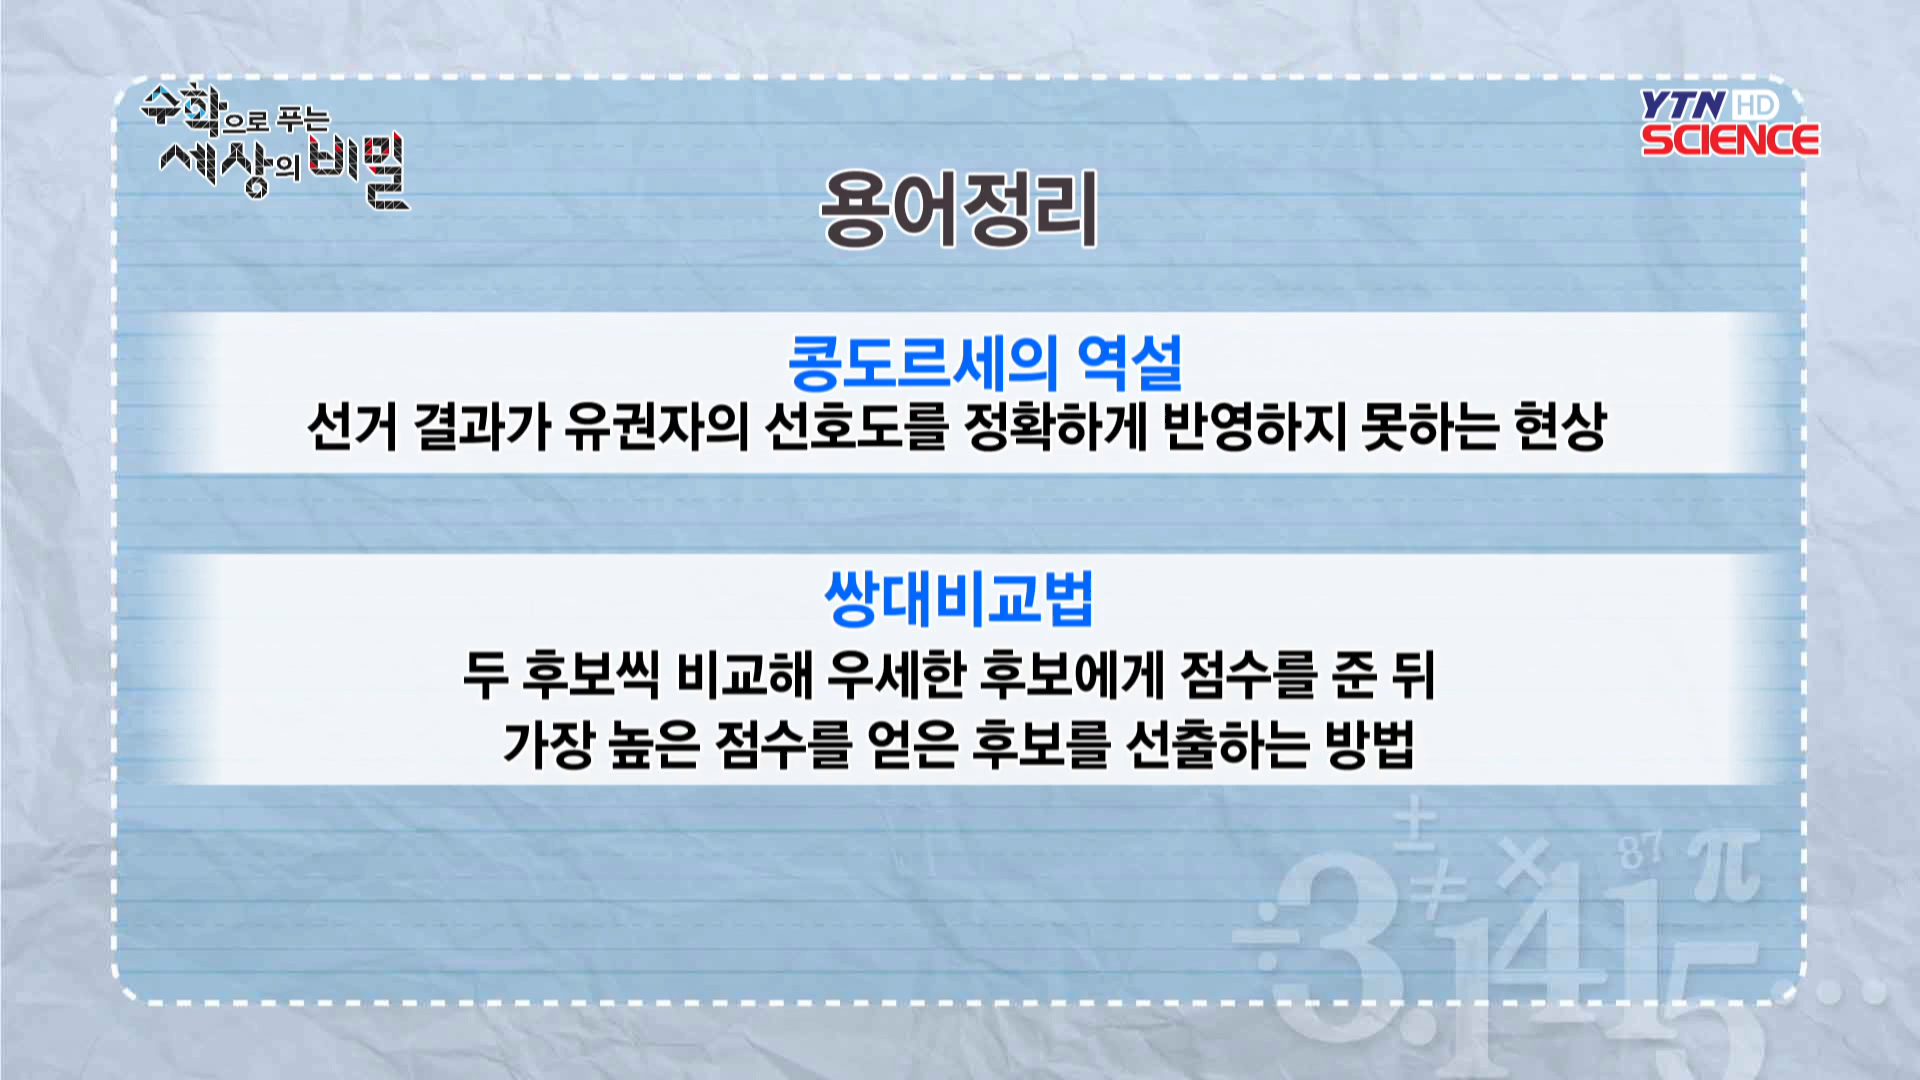 수학으로 푸는
세상의 비밀
YTN HD
SCIENCE
용어정리
콩도르세의 역설
선거 결과가 유권자의 선호도를 정확하게 반영하지 못하는 현상
쌍대비교법
두 후보씩 비교해 우세한 후보에게 점수를 준 뒤
가장 높은 점수를 얻은 후보를 선출하는 방법
± 
87 π
÷ 3.1415...
≠ ×